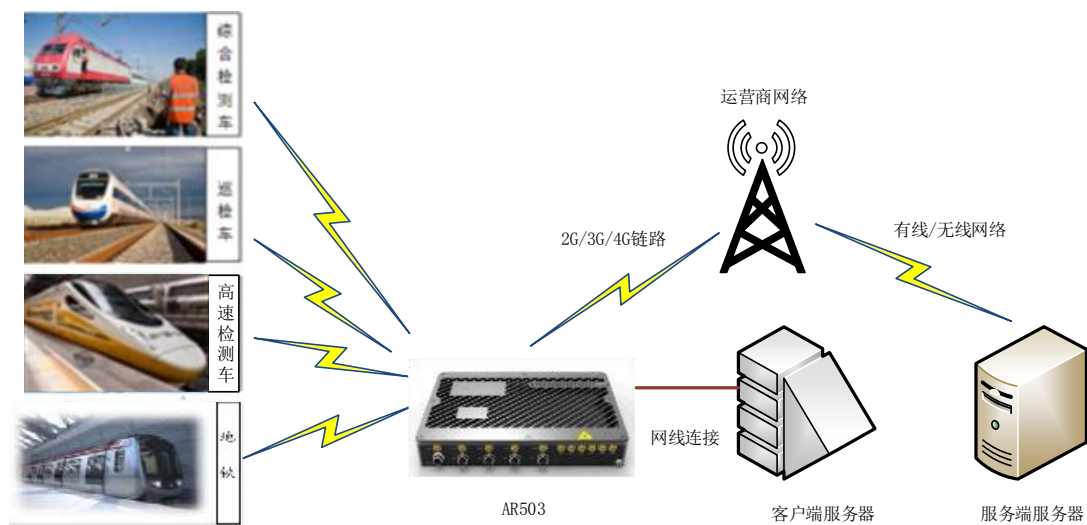 综合检测车
巡检车
高速检测车
地铁
运营商网络
2G/3G/4G链路
有线/无线网络
网线连接
AR503
客户端服务器
服务端服务器